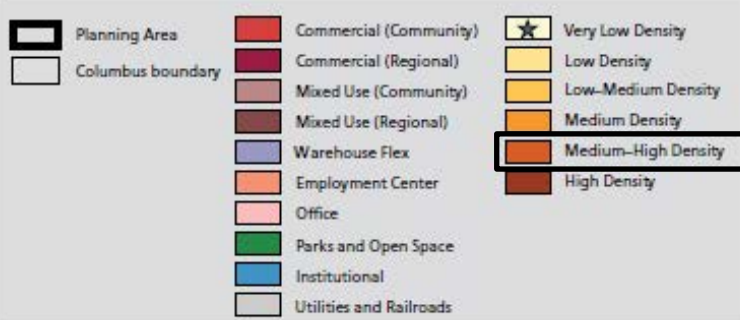 Planning Area
Columbus boundary
Commercial (Community)
Commercial (Regional)
Mixed Use (Community)
Mixed Use (Regional)
Warehouse Flex
Employment Center
Office
Parks and Open Space
Institutional
Utilities and Railroads
Very Low Density
Low Density
Low–Medium Density
Medium Density
Medium–High Density
High Density